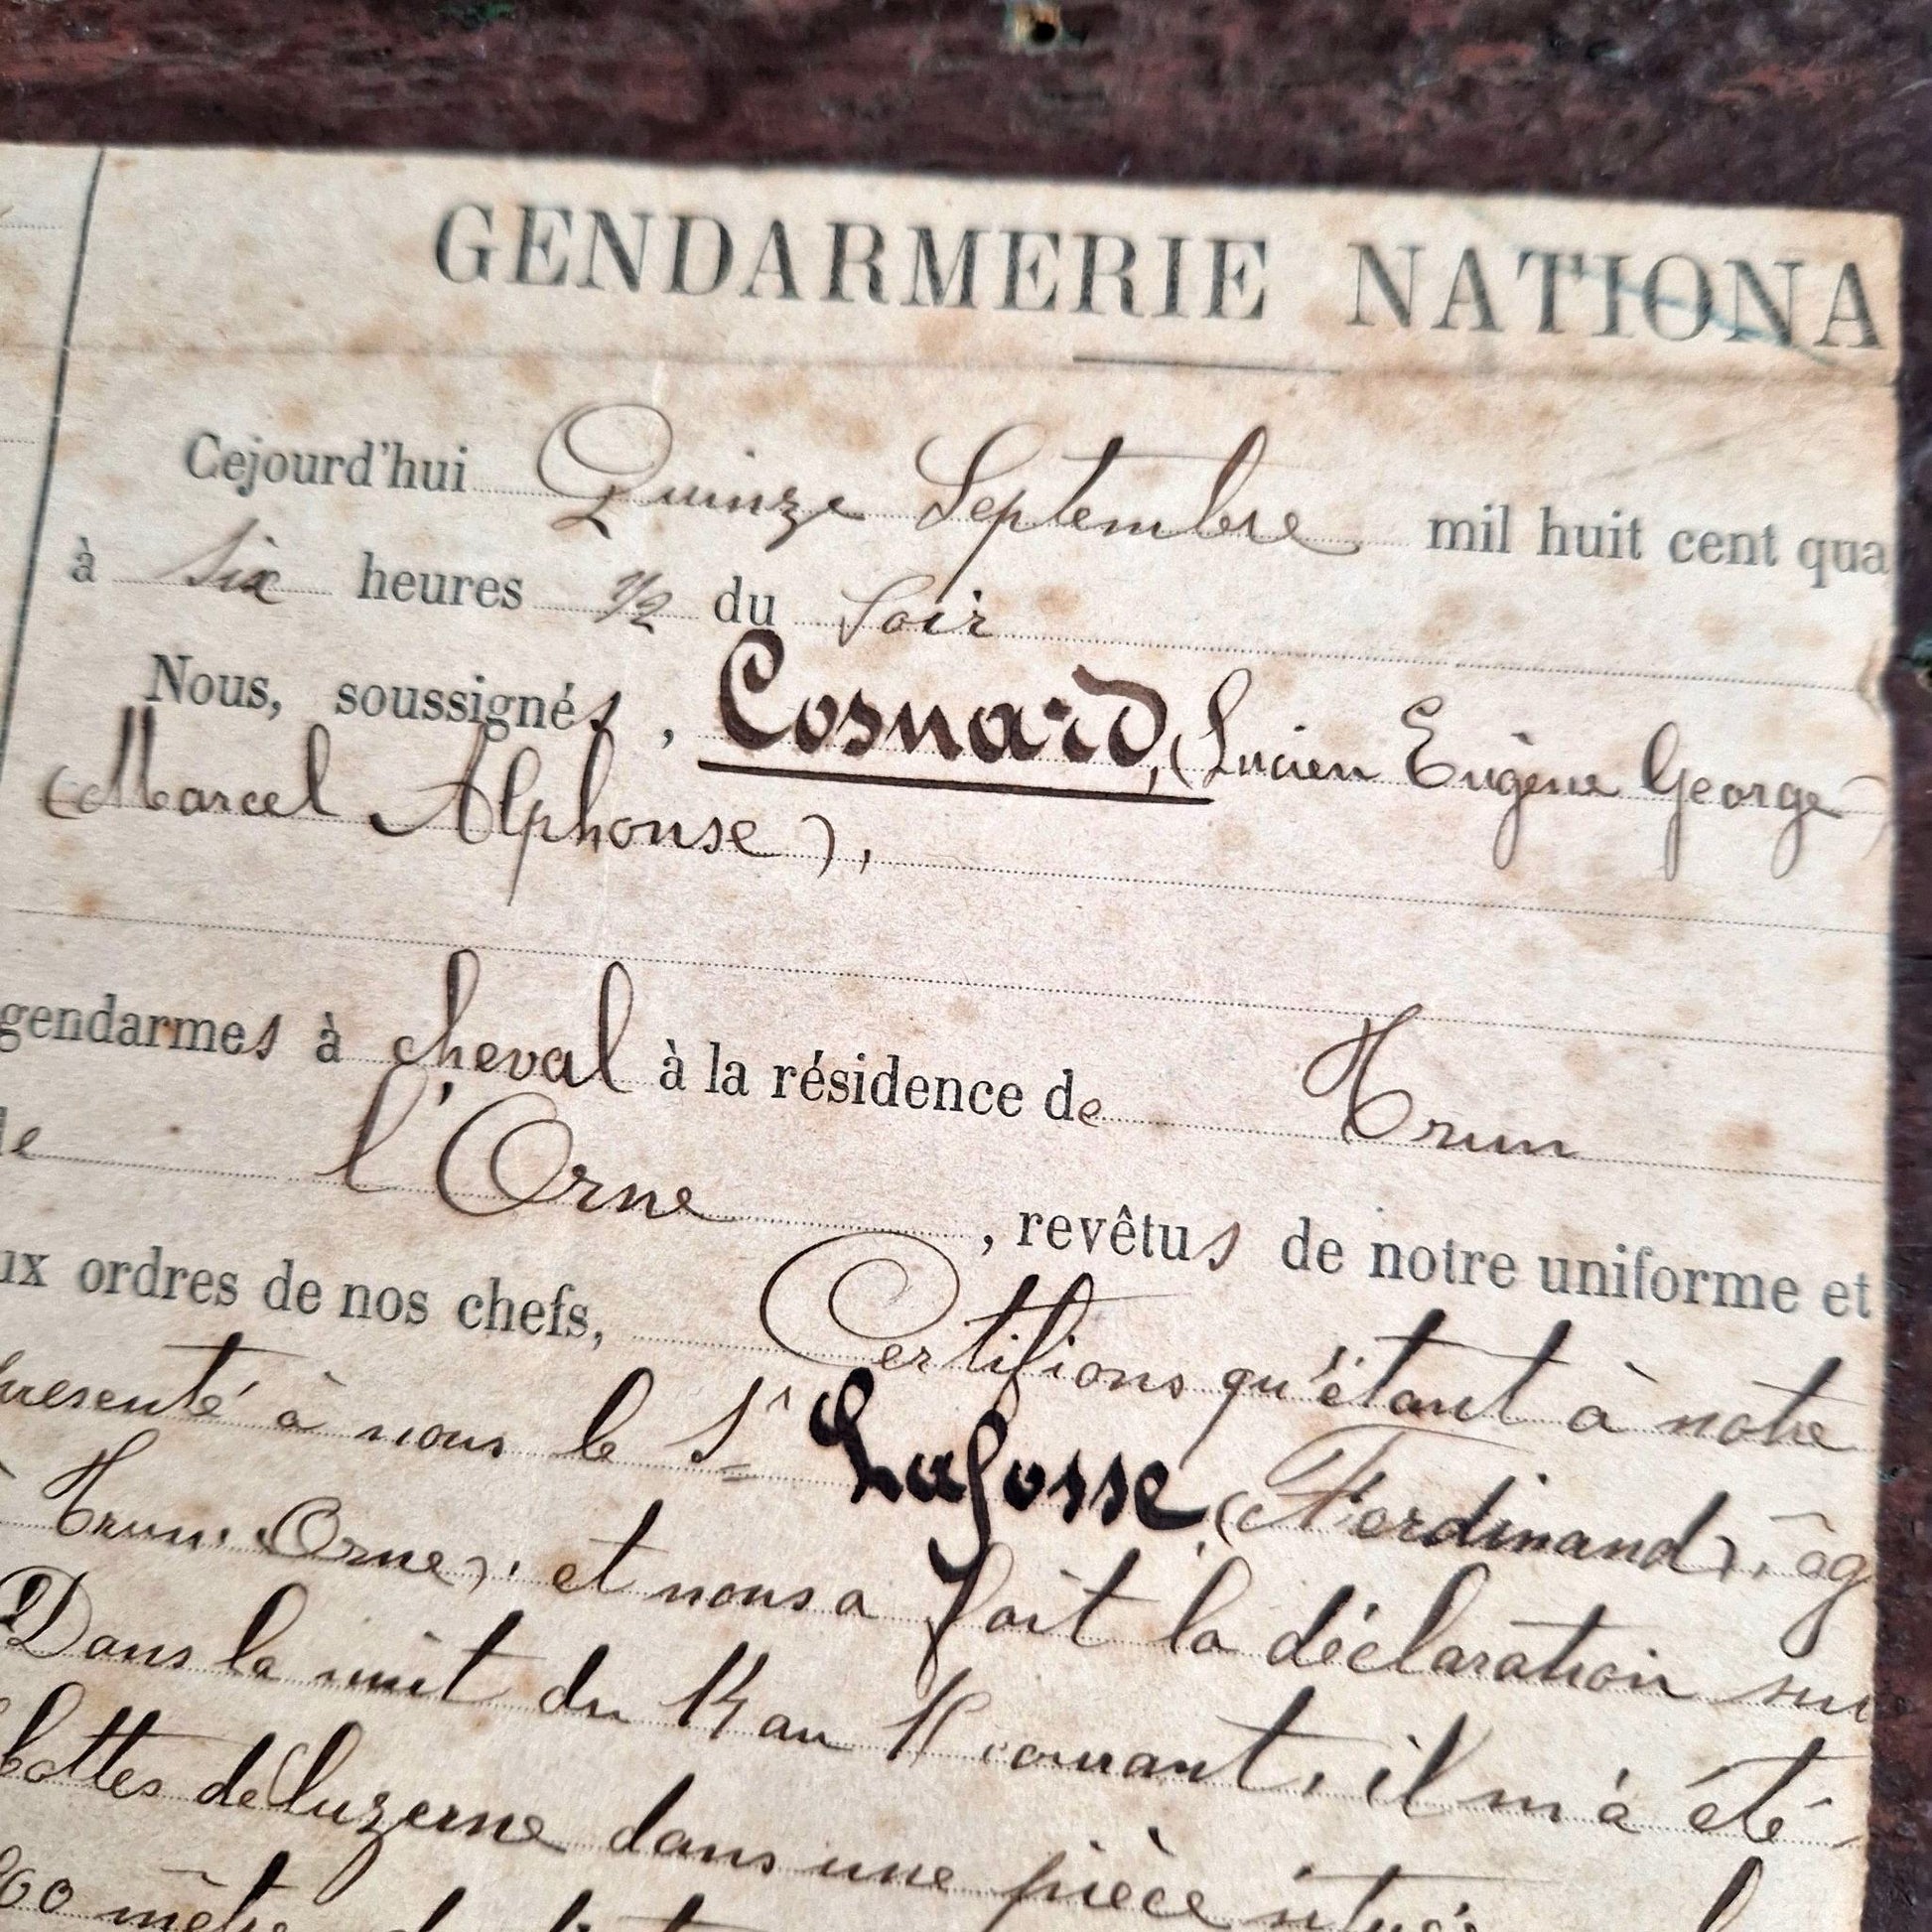 GENDARMERIE NATIONA
Cejourd'hui Quinze Septembre mil huit cent qua
à six heures 1/2 du soir
Nous, soussignés, Cosnard, (Lucien Eugène George)
(Marcel Alphonse),
gendarmes à cheval à la résidence de Trun
de l'Orne, revêtus de notre uniforme et
ux ordres de nos chefs, Certifions qu'étant à notre
présenté à nous le Sr Lafosse (Ferdinand), âg
Trun. Orne). et nous a fait la déclaration sui
Dans la nuit du 14 au courant, il m'a été
bottes de luzerne dans une pièce située